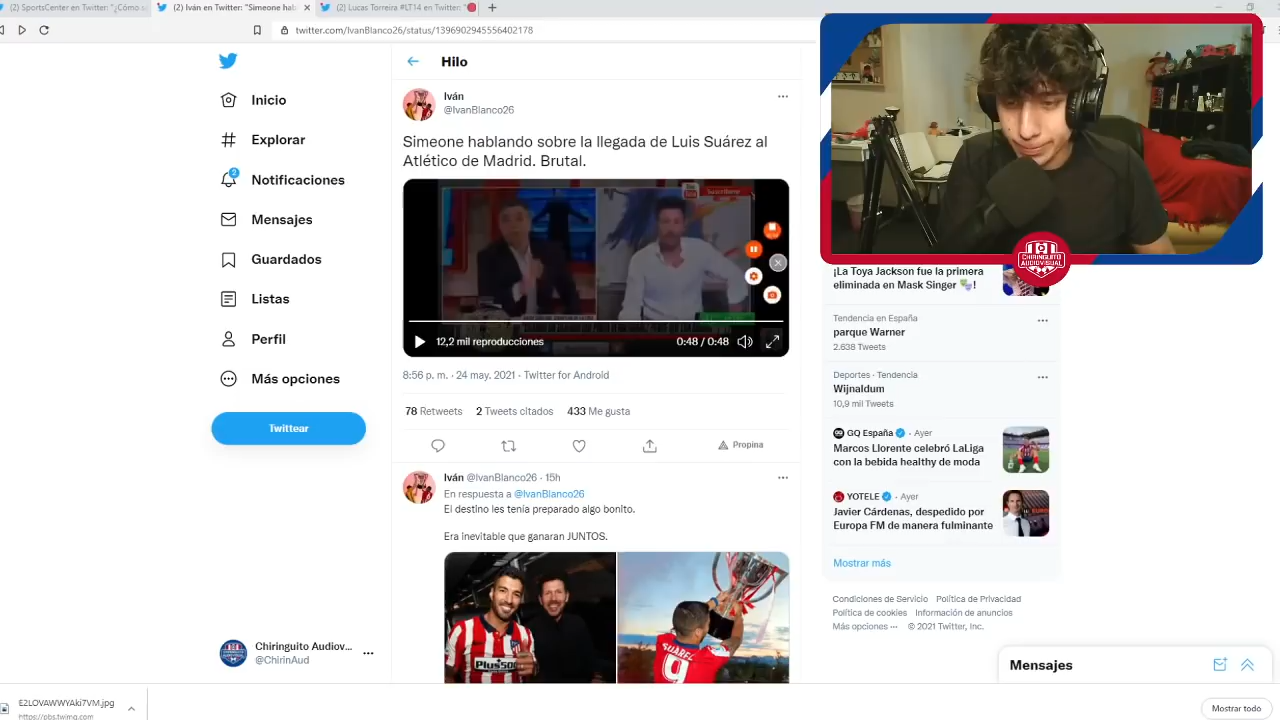 (2) SportsCenter en Twitter: "¿Cómo s
(2) Iván en Twitter: "Simeone hal
(2) Lucas Torreira #LT14 en Twitter: "
twitter.com/IvanBlanco26/status/1396902945556402178
Inicio
Explorar
2
Notificaciones
Mensajes
Guardados
Listas
Perfil
Más opciones
Twittear
Chiringuito Audiov...
@ChirinAud
Hilo
Iván
@IvanBlanco26
Simeone hablando sobre la llegada de Luis Suárez al
Atlético de Madrid. Brutal.
12,2 mil reproducciones
0:48 / 0:48
8:56 p. m. · 24 may. 2021 · Twitter for Android
78 Retweets 2 Tweets citados 433 Me gusta
Propina
Iván @IvanBlanco26 · 15h
En respuesta a @IvanBlanco26
El destino les tenía preparado algo bonito.
Era inevitable que ganaran JUNTOS.
Plus500
SUAREZ
9
CHIRINGUITO
AUDIOVISUAL
¡La Toya Jackson fue la primera
eliminada en Mask Singer 🎭!
Tendencia en España
parque Warner
2.638 Tweets
Deportes · Tendencia
Wijnaldum
10,9 mil Tweets
GQ España · Ayer
Marcos Llorente celebró LaLiga
con la bebida healthy de moda
YOTELE · Ayer
Javier Cárdenas, despedido por
Europa FM de manera fulminante
Mostrar más
Condiciones de Servicio Política de Privacidad
Política de cookies Información de anuncios
Más opciones ··· © 2021 Twitter, Inc.
Mensajes
E2LOVAWWYAki7VM.jpg
https://pbs.twimg.com
Mostrar todo